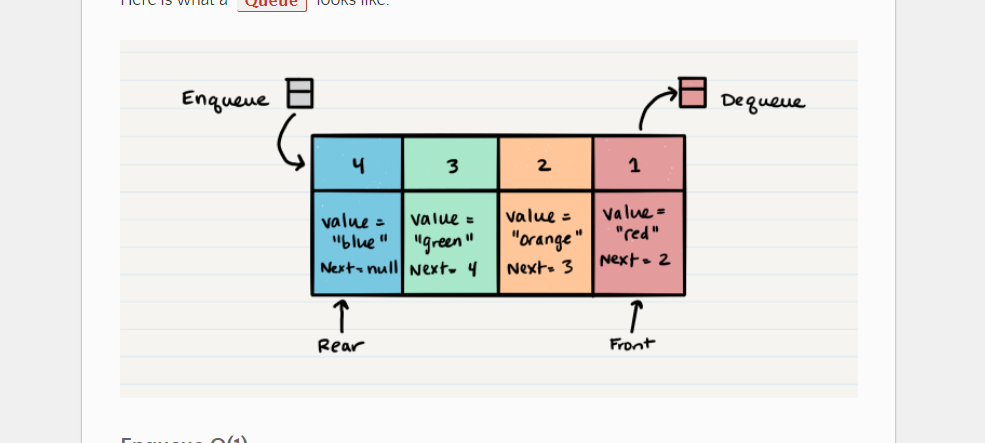 Here is what a Queue looks like:
Enqueue
Dequeue
4
3
2
1
value =
"blue"
Next=null
value =
"green"
Next= 4
value =
"orange"
Next= 3
value =
"red"
Next= 2
Rear
Front
Enqueue O(1)